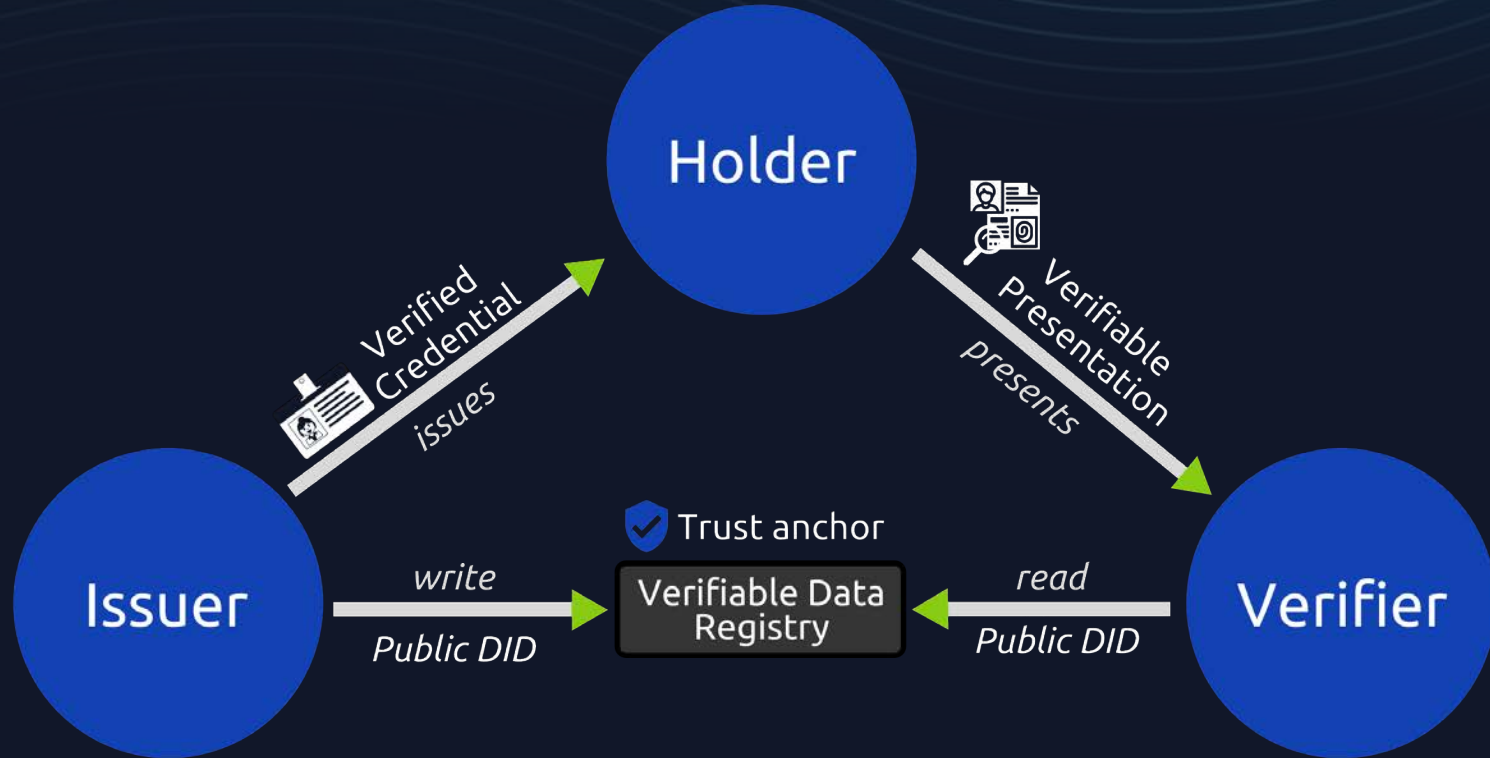 Holder
Verified
Credential
issues
Verifiable
Presentation
presents
Trust anchor
Issuer
write
Public DID
Verifiable Data
Registry
read
Public DID
Verifier